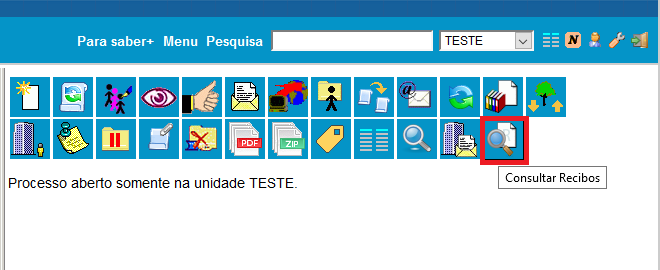 Para saber+ Menu Pesquisa TESTE N
@
PDF ZIP
Consultar Recibos
Processo aberto somente na unidade TESTE.